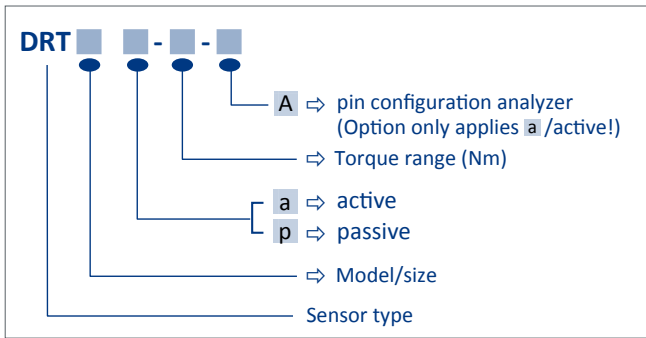 DRT - -
A ⇨ pin configuration analyzer
(Option only applies a /active!)
⇨ Torque range (Nm)
a ⇨ active
p ⇨ passive
⇨ Model/size
Sensor type